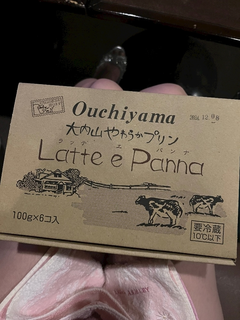 Ouchiyama
大内山やわらかプリン
ラッテ エ パンナ
Latte e Panna
100g×6コ入
要冷蔵
10℃以下